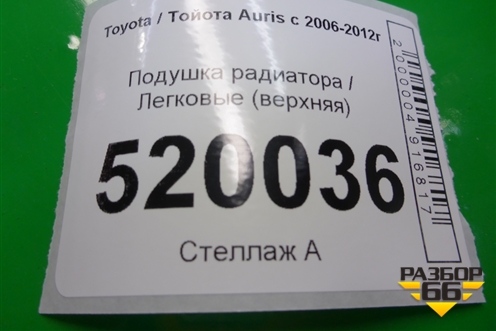 Toyota / Тойота Auris с 2006-2012г
Подушка радиатора /
Легковые (верхняя)
520036
Стеллаж А
2000004916817
РАЗБОР
66